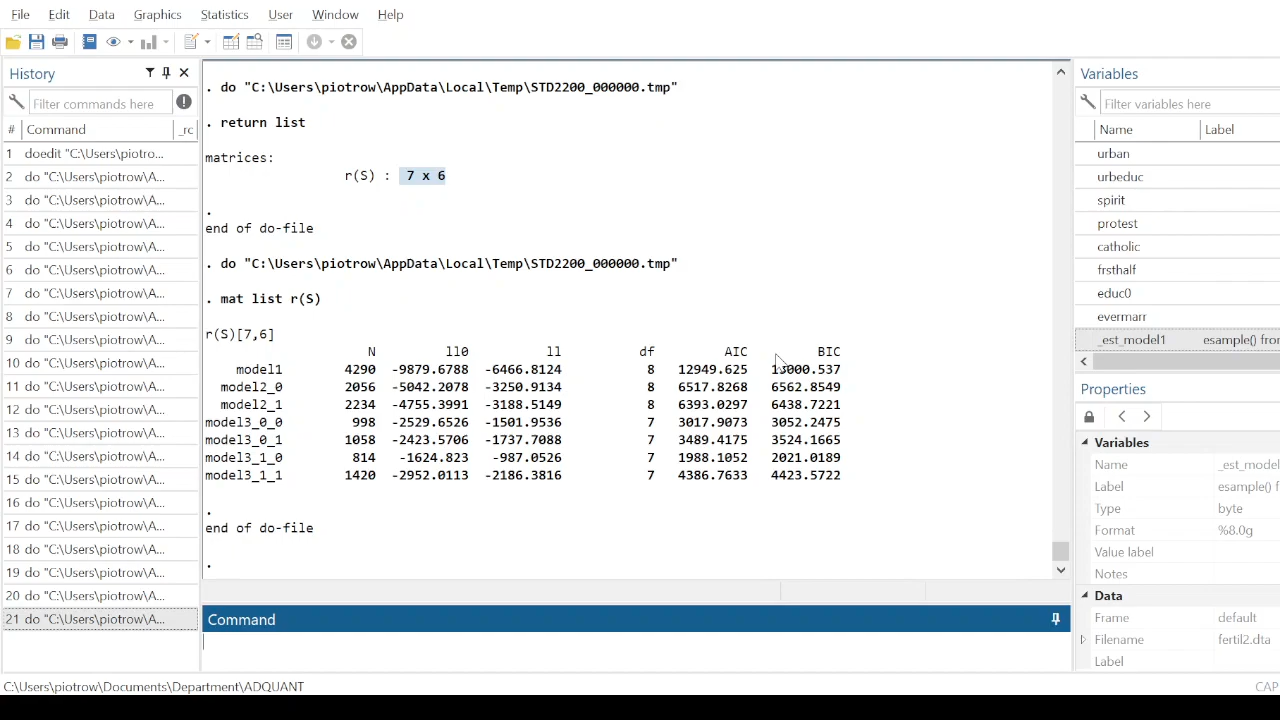 File Edit Data Graphics Statistics User Window Help
History
Filter commands here
# Command _rc
1 doedit "C:\Users\piotro...
2 do "C:\Users\piotrow\A...
3 do "C:\Users\piotrow\A...
4 do "C:\Users\piotrow\A...
5 do "C:\Users\piotrow\A...
6 do "C:\Users\piotrow\A...
7 do "C:\Users\piotrow\A...
8 do "C:\Users\piotrow\A...
9 do "C:\Users\piotrow\A...
10 do "C:\Users\piotrow\A...
11 do "C:\Users\piotrow\A...
12 do "C:\Users\piotrow\A...
13 do "C:\Users\piotrow\A...
14 do "C:\Users\piotrow\A...
15 do "C:\Users\piotrow\A...
16 do "C:\Users\piotrow\A...
17 do "C:\Users\piotrow\A...
18 do "C:\Users\piotrow\A...
19 do "C:\Users\piotrow\A...
20 do "C:\Users\piotrow\A...
21 do "C:\Users\piotrow\A...
. do "C:\Users\piotrow\AppData\Local\Temp\STD2200_000000.tmp"
. return list
matrices:
r(S) : 7 x 6
.
end of do-file
. do "C:\Users\piotrow\AppData\Local\Temp\STD2200_000000.tmp"
. mat list r(S)
r(S)[7,6]
N ll0 ll df AIC BIC
model1 4290 -9879.6788 -6466.8124 8 12949.625 13000.537
model2_0 2056 -5042.2078 -3250.9134 8 6517.8268 6562.8549
model2_1 2234 -4755.3991 -3188.5149 8 6393.0297 6438.7221
model3_0_0 998 -2529.6526 -1501.9536 7 3017.9073 3052.2475
model3_0_1 1058 -2423.5706 -1737.7088 7 3489.4175 3524.1665
model3_1_0 814 -1624.823 -987.0526 7 1988.1052 2021.0189
model3_1_1 1420 -2952.0113 -2186.3816 7 4386.7633 4423.5722
.
end of do-file
.
Command
Variables
Filter variables here
Name Label
urban
urbeduc
spirit
protest
catholic
frsthalf
educ0
evermarr
_est_model1 esample() from
Properties
Variables
Name _est_model
Label esample() f
Type byte
Format %8.0g
Value label
Notes
Data
Frame default
Filename fertil2.dta
Label
C:\Users\piotrow\Documents\Department\ADQUANT
CAP